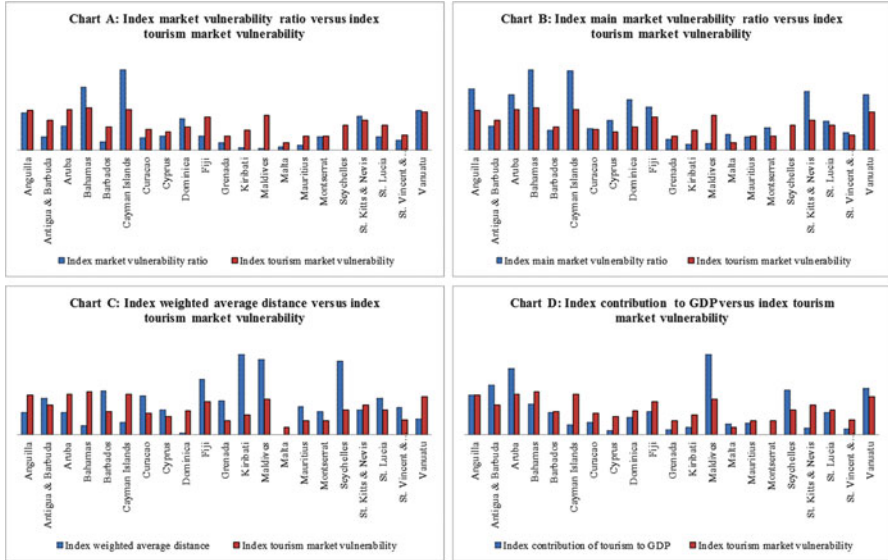 Chart A: Index market vulnerability ratio versus index
tourism market vulnerability
Anguilla
Antigua & Barbuda
Aruba
Bahamas
Barbados
Cayman Islands
Curacao
Cyprus
Dominica
Fiji
Grenada
Kiribati
Maldives
Malta
Mauritius
Montserrat
Seychelles
St. Kitts & Nevis
St. Lucia
St. Vincent & ...
Vanuatu
Index market vulnerability ratio
Index tourism market vulnerability
Chart B: Index main market vulnerability ratio versus index
tourism market vulnerability
Anguilla
Antigua & Barbuda
Aruba
Bahamas
Barbados
Cayman Islands
Curacao
Cyprus
Dominica
Fiji
Grenada
Kiribati
Maldives
Malta
Mauritius
Montserrat
Seychelles
St. Kitts & Nevis
St. Lucia
St. Vincent & ...
Vanuatu
Index main market vulnerability ratio
Index tourism market vulnerability
Chart C: Index weighted average distance versus index
tourism market vulnerability
Anguilla
Antigua & Barbuda
Aruba
Bahamas
Barbados
Cayman Islands
Curacao
Cyprus
Dominica
Fiji
Grenada
Kiribati
Maldives
Malta
Mauritius
Montserrat
Seychelles
St. Kitts & Nevis
St. Lucia
St. Vincent & ...
Vanuatu
Index weighted average distance
Index tourism market vulnerability
Chart D: Index contribution to GDP versus index tourism
market vulnerability
Anguilla
Antigua & Barbuda
Aruba
Bahamas
Barbados
Cayman Islands
Curacao
Cyprus
Dominica
Fiji
Grenada
Kiribati
Maldives
Malta
Mauritius
Montserrat
Seychelles
St. Kitts & Nevis
St. Lucia
St. Vincent & ...
Vanuatu
Index contribution of tourism to GDP
Index tourism market vulnerability